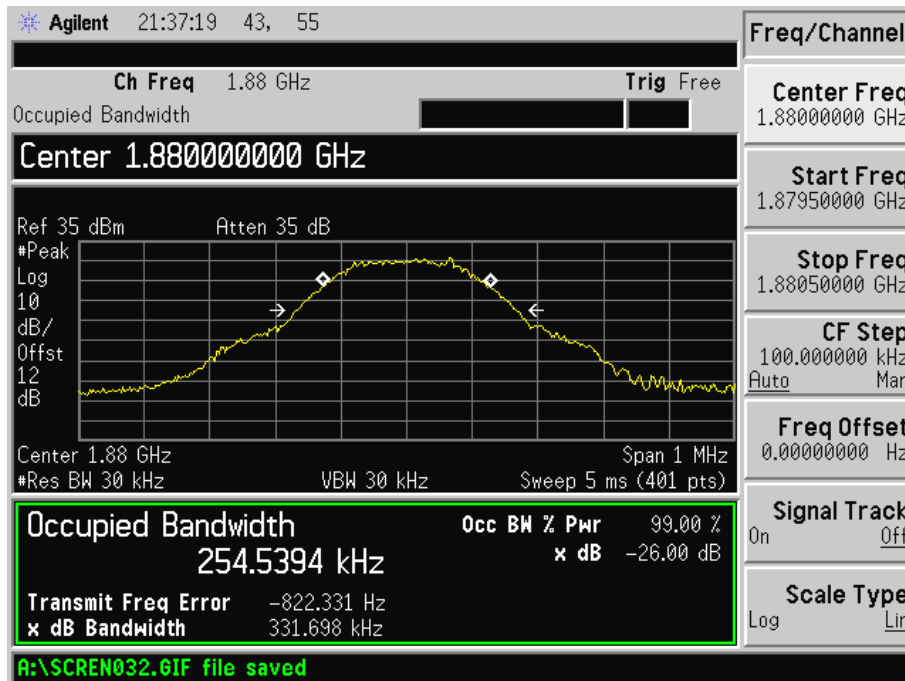 Agilent 21:37:19 43, 55
Freq/Channel
Ch Freq 1.88 GHz Trig Free
Occupied Bandwidth
Center 1.880000000 GHz
Ref 35 dBm Atten 35 dB
#Peak
Log
10
dB/
Offst
12
dB
Center 1.88 GHz Span 1 MHz
#Res BW 30 kHz VBW 30 kHz Sweep 5 ms (401 pts)
Occupied Bandwidth
254.5394 kHz
Occ BW % Pwr 99.00 %
x dB -26.00 dB
Transmit Freq Error -822.331 Hz
x dB Bandwidth 331.698 kHz
A:\SCREN032.GIF file saved
Center Freq
1.88000000 GHz
Start Freq
1.87950000 GHz
Stop Freq
1.88050000 GHz
CF Step
100.000000 kHz
Auto Man
Freq Offset
0.00000000 Hz
Signal Track
On Off
Scale Type
Log Lin